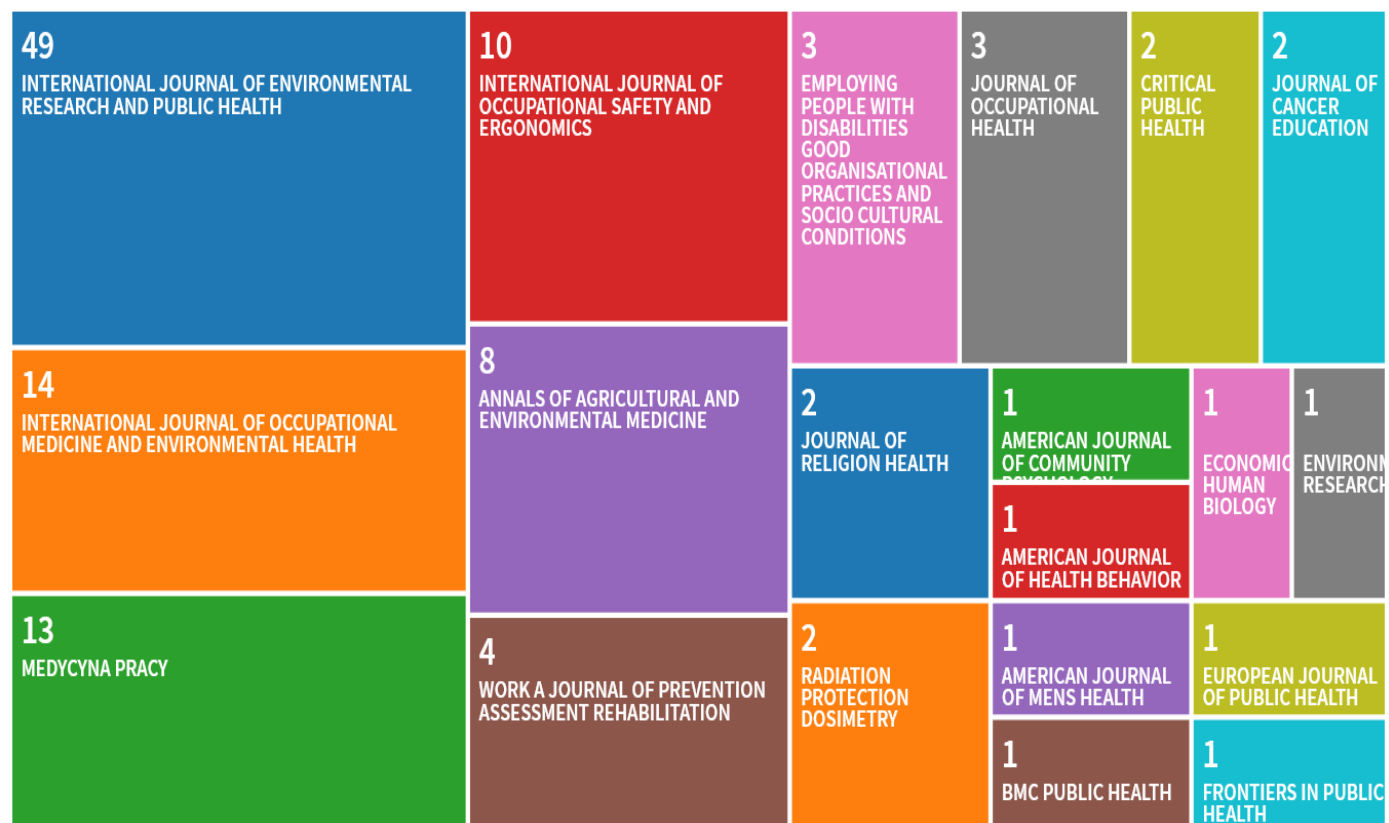 49
INTERNATIONAL JOURNAL OF ENVIRONMENTAL
RESEARCH AND PUBLIC HEALTH
14
INTERNATIONAL JOURNAL OF OCCUPATIONAL
MEDICINE AND ENVIRONMENTAL HEALTH
13
MEDYCYNA PRACY
10
INTERNATIONAL JOURNAL OF
OCCUPATIONAL SAFETY AND
ERGONOMICS
8
ANNALS OF AGRICULTURAL AND
ENVIRONMENTAL MEDICINE
4
WORK A JOURNAL OF PREVENTION
ASSESSMENT REHABILITATION
3
EMPLOYING
PEOPLE WITH
DISABILITIES
GOOD
ORGANISATIONAL
PRACTICES AND
SOCIO CULTURAL
CONDITIONS
3
JOURNAL OF
OCCUPATIONAL
HEALTH
2
CRITICAL
PUBLIC
HEALTH
2
JOURNAL OF
CANCER
EDUCATION
2
JOURNAL OF
RELIGION HEALTH
2
RADIATION
PROTECTION
DOSIMETRY
1
AMERICAN JOURNAL
OF COMMUNITY
PSYCHOLOGY
1
AMERICAN JOURNAL
OF HEALTH BEHAVIOR
1
AMERICAN JOURNAL
OF MENS HEALTH
1
BMC PUBLIC HEALTH
1
ECONOMIC
HUMAN
BIOLOGY
1
ENVIRON
RESEARCH
1
EUROPEAN JOURNAL
OF PUBLIC HEALTH
1
FRONTIERS IN PUBLIC
HEALTH